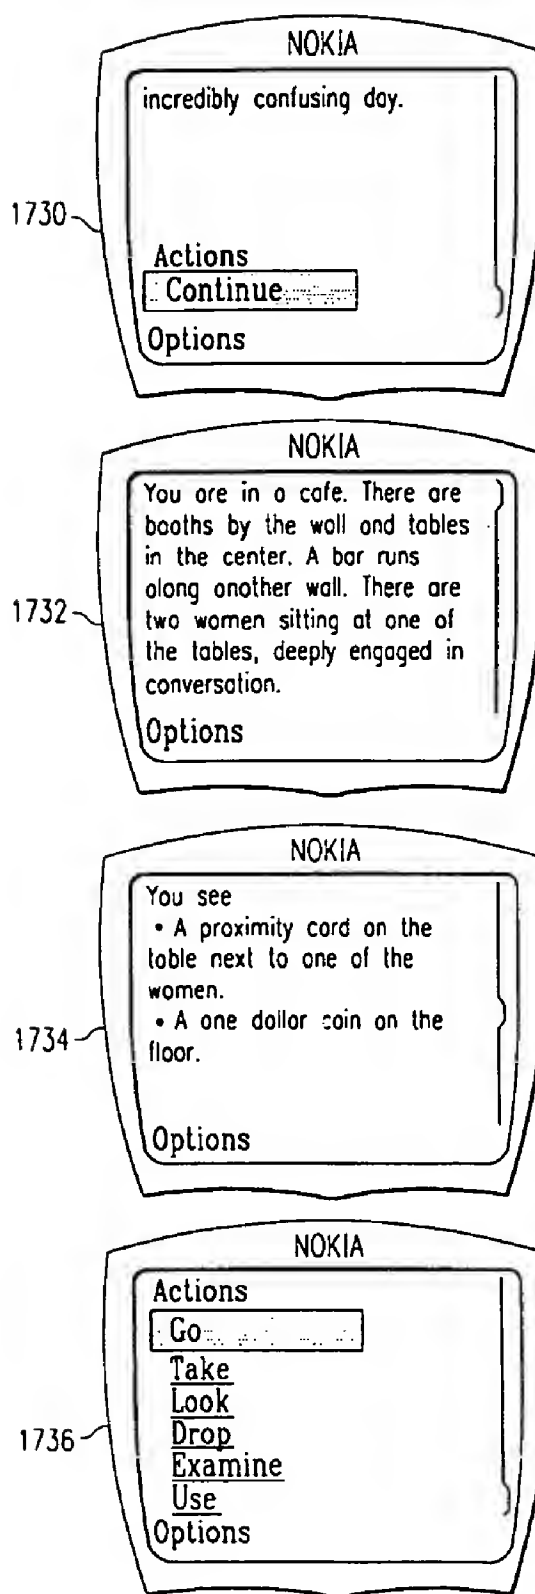 NOKIA
incredibly confusing day.
1730
Actions
Continue
Options
NOKIA
You are in a cafe. There are
booths by the wall and tables
in the center. A bar runs
along another wall. There are
1732
two women sitting at one of
the tables, deeply engaged in
conversation.
Options
NOKIA
You see
• A proximity card on the
table next to one of the
women.
• A one dollar coin on the
1734
floor.
Options
NOKIA
Actions
Go
Take
Look
Drop
1736
Examine
Use
Options